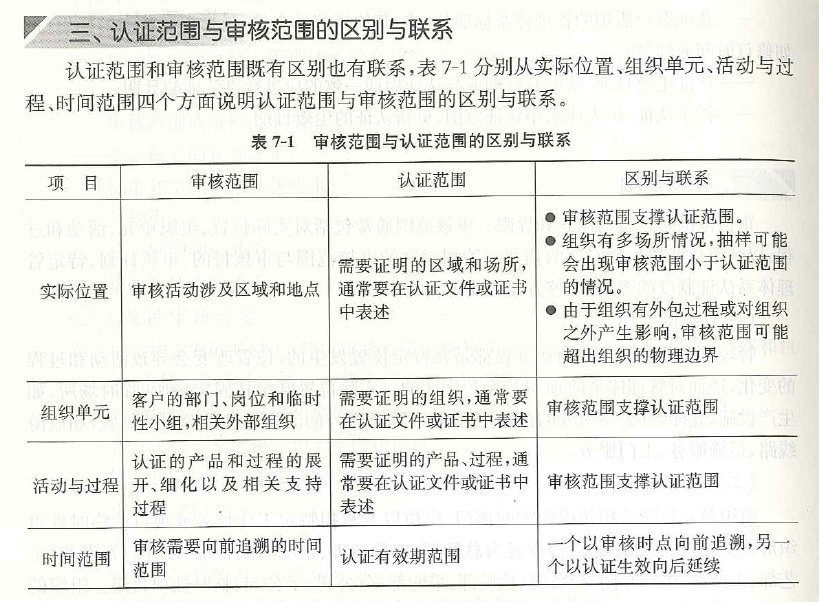 三、认证范围与审核范围的区别与联系
认证范围和审核范围既有区别也有联系,表 7-1 分别从实际位置、组织单元、活动与过
程、时间范围四个方面说明认证范围与审核范围的区别与联系。
表 7-1 审核范围与认证范围的区别与联系
项 目 审核范围 认证范围 区别与联系
实际位置
审核活动涉及区域和地点
需要证明的区域和场所,
通常要在认证文件或证书
中表述
● 审核范围支撑认证范围。
● 组织有多场所情况,抽样可能
会出现审核范围小于认证范围
的情况。
● 由于组织有外包过程或对组织
之外产生影响,审核范围可能
超出组织的物理边界
组织单元
客户的部门、岗位和临时
性小组,相关外部组织
需要证明的组织,通常要
在认证文件或证书中表述
审核范围支撑认证范围
活动与过程
认证的产品和过程的展
开、细化以及相关支持
过程
需要证明的产品、过程,通
常要在认证文件或证书中
表述
审核范围支撑认证范围
时间范围
审核需要向前追溯的时间
范围
认证有效期范围
一个以审核时点向前追溯,另
个以认证生效向后延续